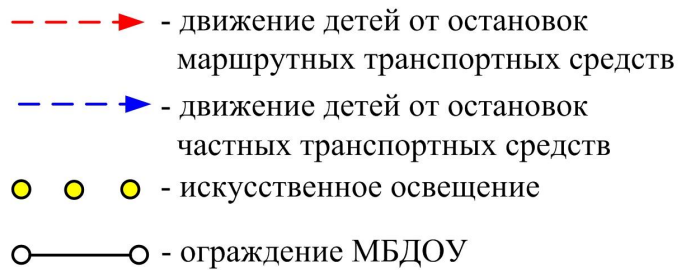 - движение детей от остановок
маршрутных транспортных средств
- движение детей от остановок
частных транспортных средств
- искусственное освещение
- ограждение МБДОУ